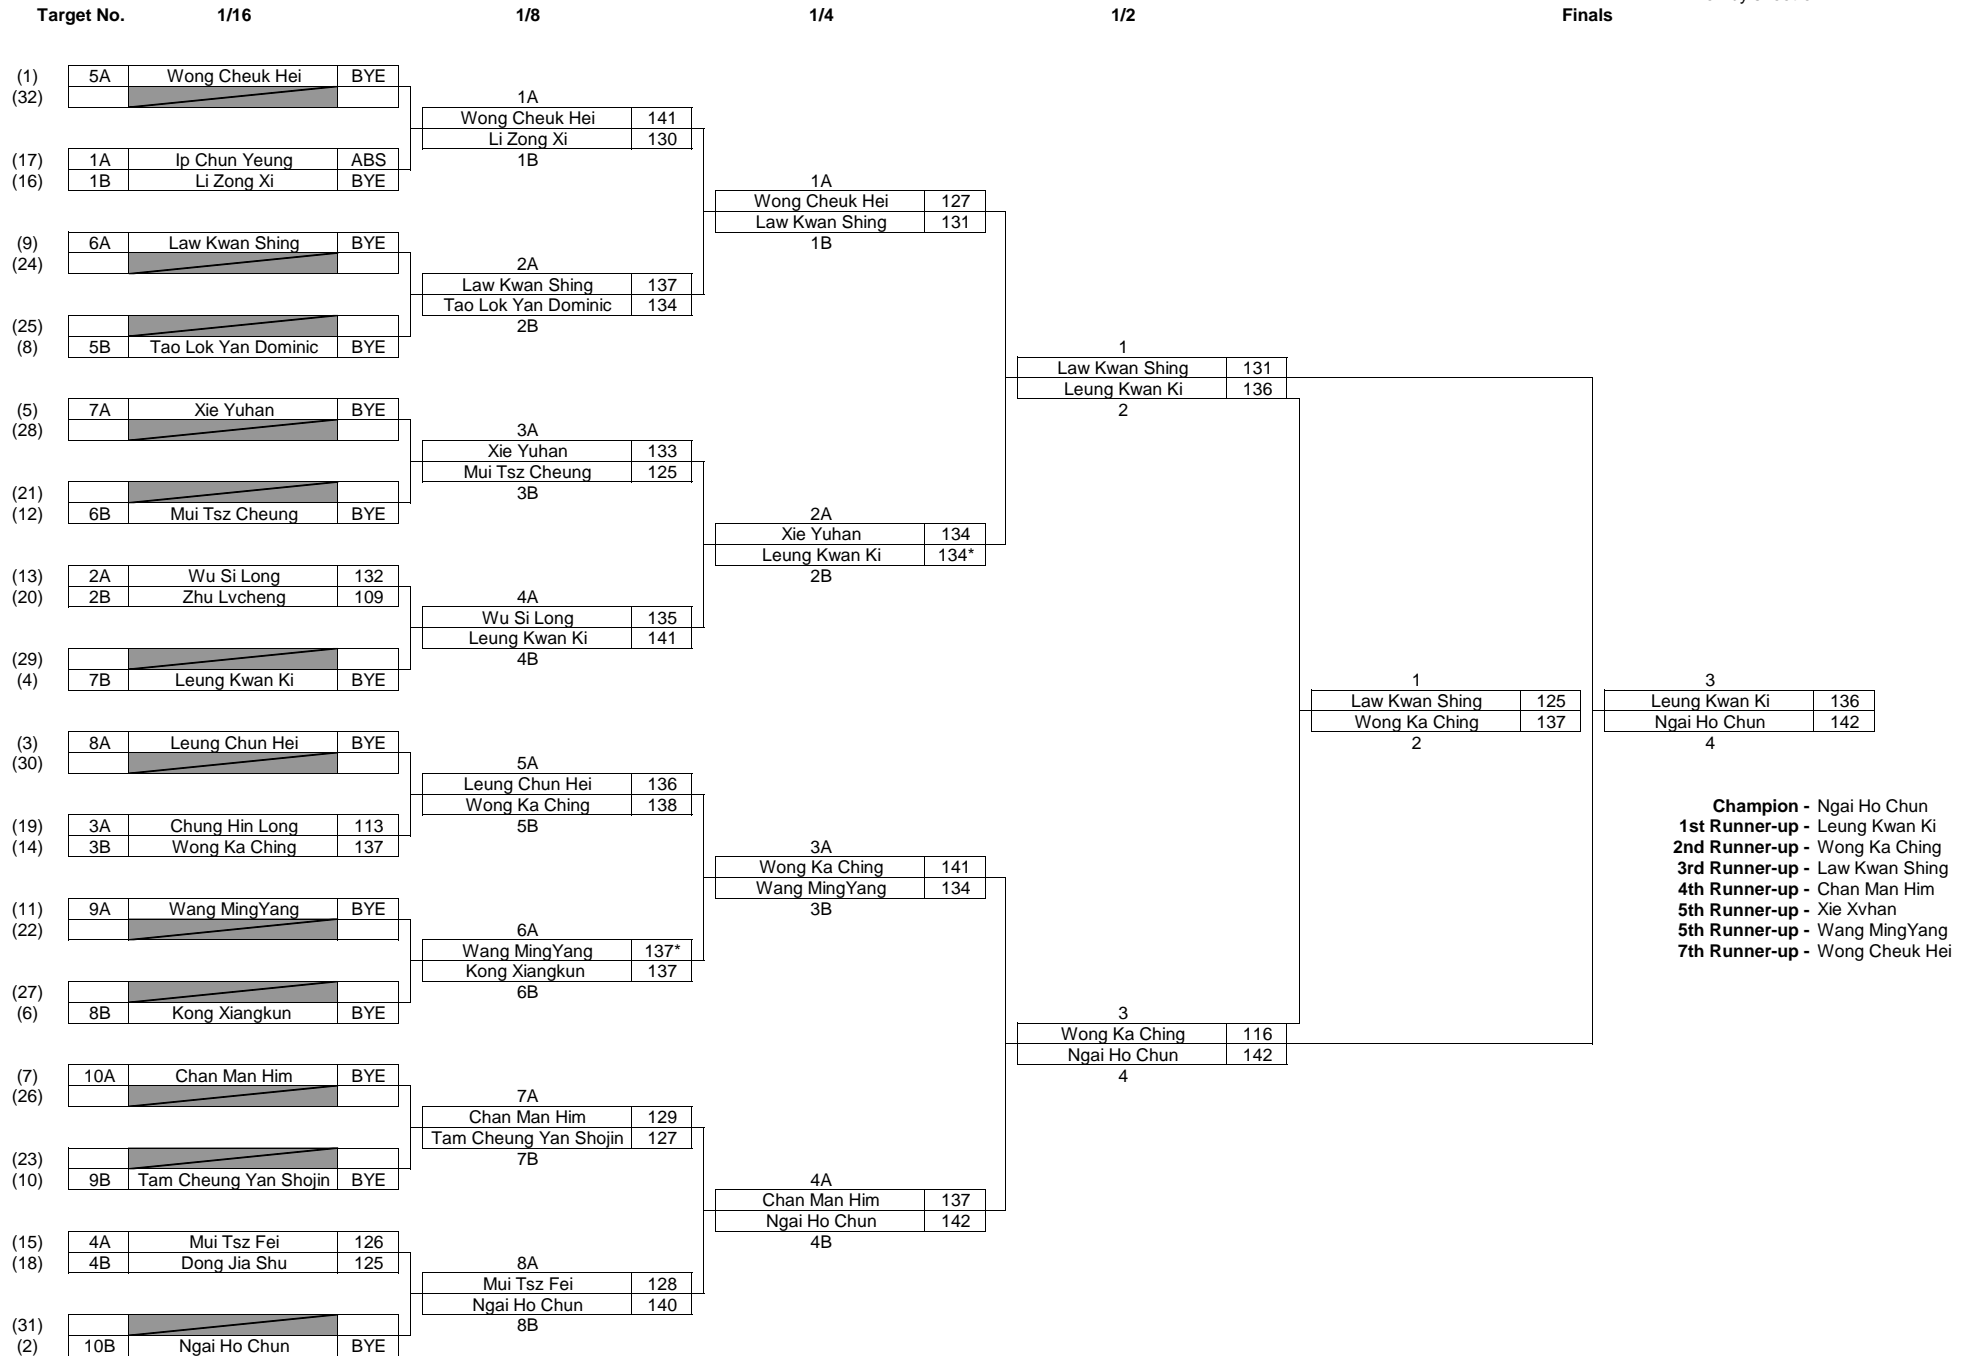 Target No. 1/16 1/8 1/4 1/2 Finals
(1) 5A Wong Cheuk Hei BYE
(32)
1A
Wong Cheuk Hei 141
Li Zong Xi 130
1B
(17) 1A Ip Chun Yeung ABS
(16) 1B Li Zong Xi BYE
1A
Wong Cheuk Hei 127
Law Kwan Shing 131
1B
(9) 6A Law Kwan Shing BYE
(24)
2A
Law Kwan Shing 137
Tao Lok Yan Dominic 134
2B
(25)
(8) 5B Tao Lok Yan Dominic BYE
1
Law Kwan Shing 131
Leung Kwan Ki 136
2
(5) 7A Xie Yuhan BYE
(28)
3A
Xie Yuhan 133
Mui Tsz Cheung 125
3B
(21)
(12) 6B Mui Tsz Cheung BYE
2A
Xie Yuhan 134
Leung Kwan Ki 134*
2B
(13) 2A Wu Si Long 132
(20) 2B Zhu Lvcheng 109
4A
Wu Si Long 135
Leung Kwan Ki 141
4B
(29)
(4) 7B Leung Kwan Ki BYE
1
Law Kwan Shing 125
Wong Ka Ching 137
2
3
Leung Kwan Ki 136
Ngai Ho Chun 142
4
(3) 8A Leung Chun Hei BYE
(30)
5A
Leung Chun Hei 136
Wong Ka Ching 138
5B
(19) 3A Chung Hin Long 113
(14) 3B Wong Ka Ching 137
3A
Wong Ka Ching 141
Wang MingYang 134
3B
Champion - Ngai Ho Chun
1st Runner-up - Leung Kwan Ki
2nd Runner-up - Wong Ka Ching
3rd Runner-up - Law Kwan Shing
4th Runner-up - Chan Man Him
5th Runner-up - Xie Xvhan
5th Runner-up - Wang MingYang
7th Runner-up - Wong Cheuk Hei
(11) 9A Wang MingYang BYE
(22)
6A
Wang MingYang 137*
Kong Xiangkun 137
6B
(27)
(6) 8B Kong Xiangkun BYE
3
Wong Ka Ching 116
Ngai Ho Chun 142
4
(7) 10A Chan Man Him BYE
(26)
7A
Chan Man Him 129
Tam Cheung Yan Shojin 127
7B
(23)
(10) 9B Tam Cheung Yan Shojin BYE
4A
Chan Man Him 137
Ngai Ho Chun 142
4B
(15) 4A Mui Tsz Fei 126
(18) 4B Dong Jia Shu 125
8A
Mui Tsz Fei 128
Ngai Ho Chun 140
8B
(31)
(2) 10B Ngai Ho Chun BYE